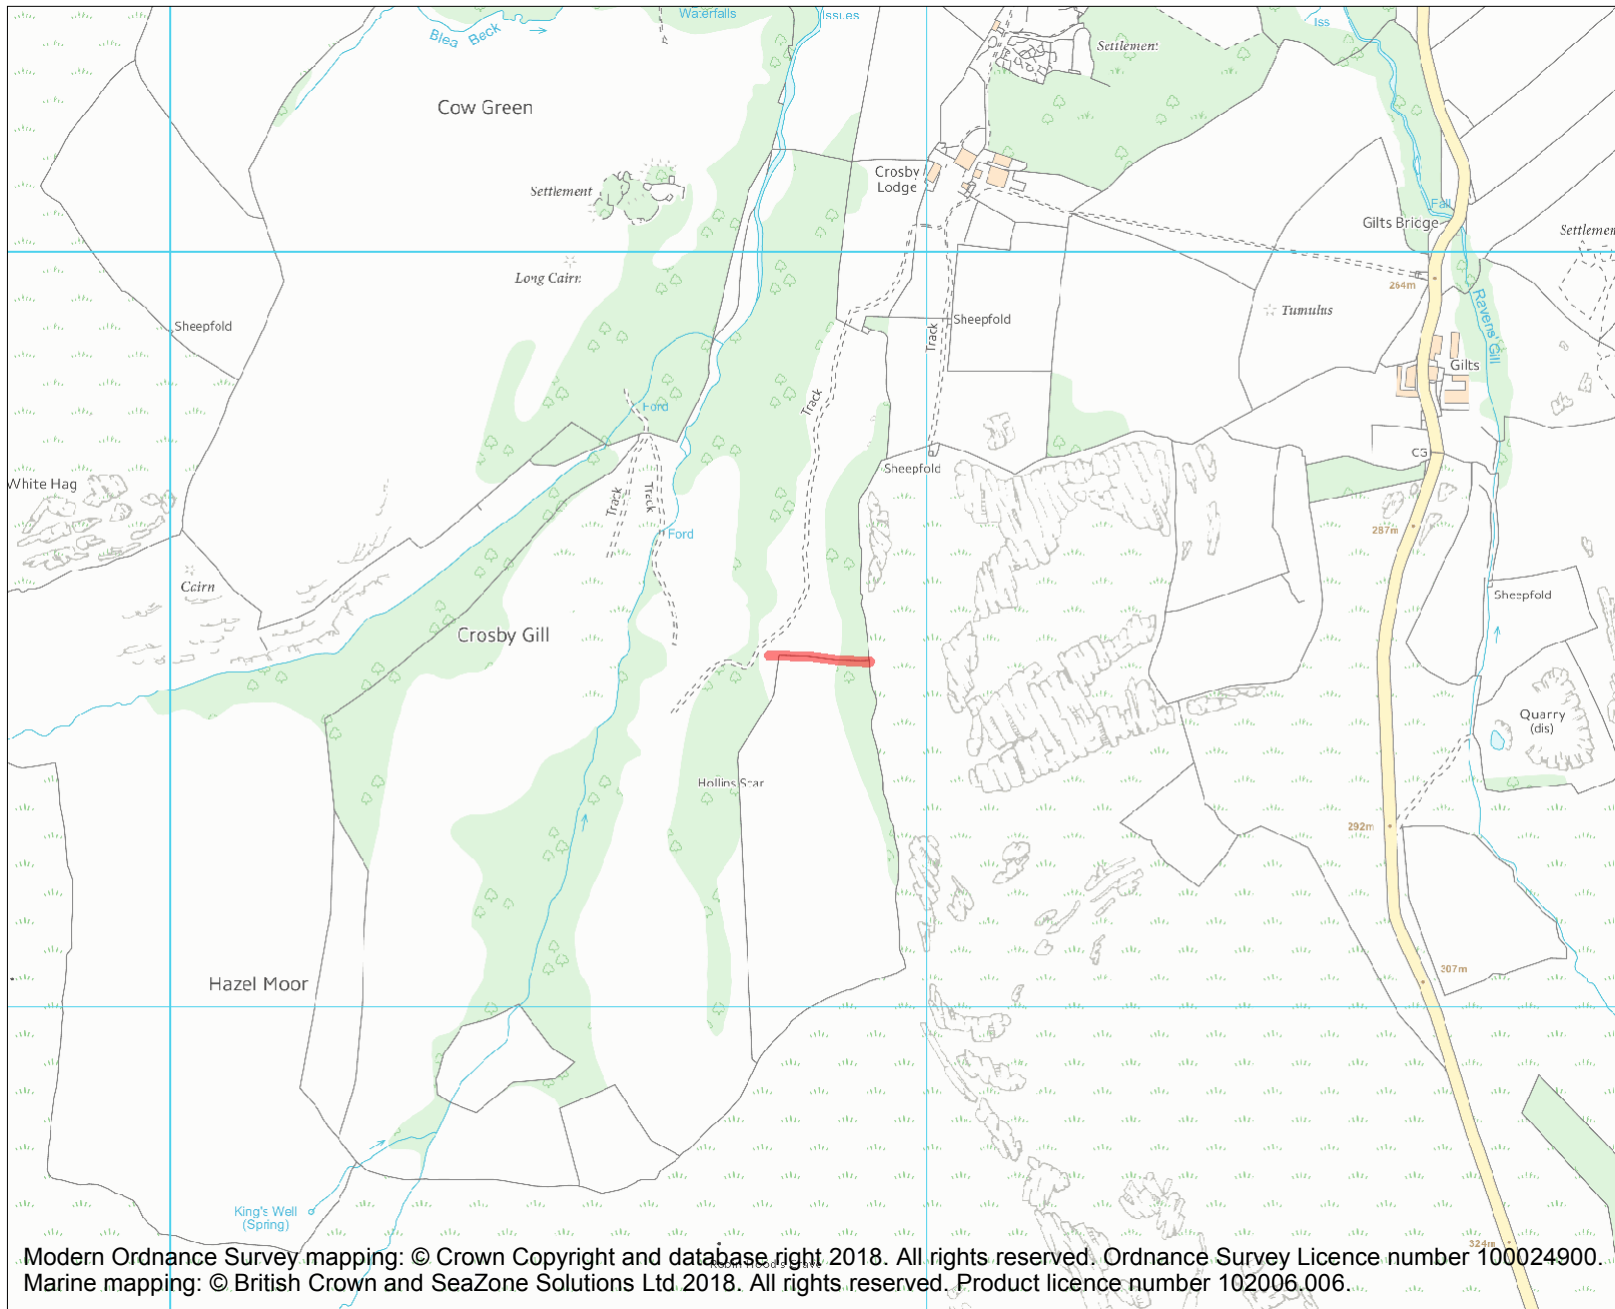 Waterfalls
Issues
Iss
Blea Beck
Settlement
Cow Green
Crosby
Lodge
Settlement
Fall
Gilts Bridge
Settlemen
Long Cairn
264m
Tumulus
Ravens' Gill
Sheepfold
Sheepfold
Track
Gilts
Track
Ford
CG
Sheepfold
White Hag
Track
Track
287m
Ford
Cairn
Sheepfold
Crosby Gill
Quarry
(dis)
Hollins Scar
292m
307m
Hazel Moor
King's Well
(Spring)
324m
Modern Ordnance Survey mapping: © Crown Copyright and database right 2018. All rights reserved. Ordnance Survey Licence number 100024900.
Robin Hood's Grave
Marine mapping: © British Crown and SeaZone Solutions Ltd 2018. All rights reserved. Product licence number 102006.006.